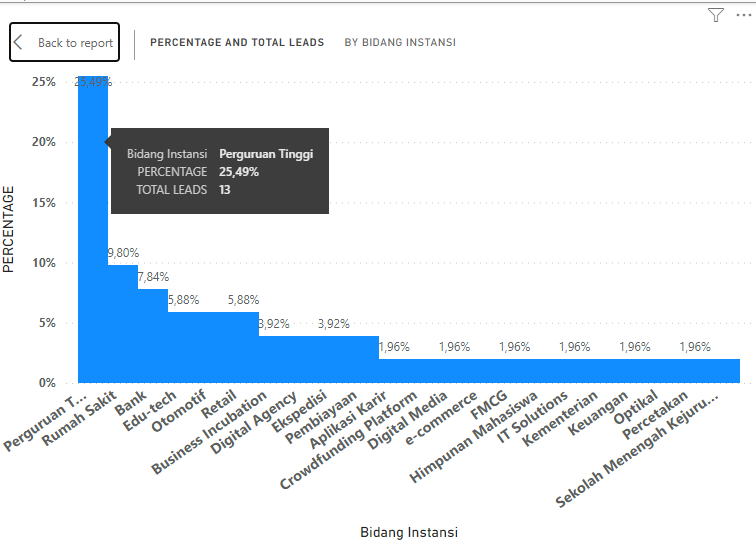 Back to report
PERCENTAGE AND TOTAL LEADS BY BIDANG INSTANSI
PERCENTAGE
25%
20%
15%
10%
5%
0%
25,49%
9,80%
7,84%
5,88%
5,88%
3,92%
3,92%
1,96%
1,96%
1,96%
1,96%
1,96%
1,96%
Bidang Instansi Perguruan Tinggi
PERCENTAGE 25,49%
TOTAL LEADS 13
Perguruan T...
Rumah Sakit
Bank
Edu-tech
Otomotif
Retail
Business Incubation
Digital Agency
Ekspedisi
Pembiayaan
Aplikasi Karir
Crowdfunding Platform
Digital Media
e-commerce
FMCG
Himpunan Mahasiswa
IT Solutions
Kementerian
Keuangan
Optikal
Percetakan
Sekolah Menengah Kejuru...
Bidang Instansi